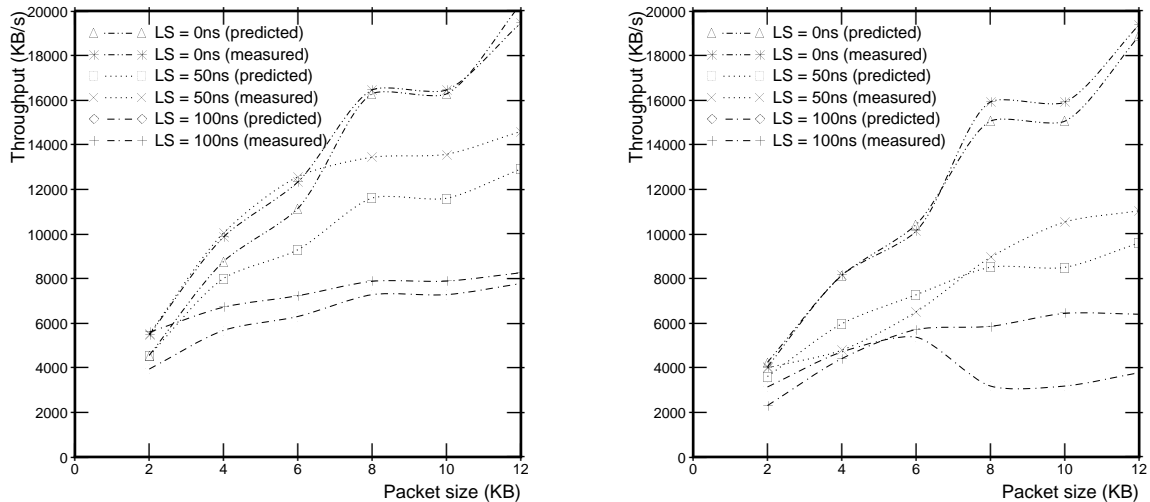 Throughput (KB/s)
20000
18000
16000
14000
12000
10000
8000
6000
4000
2000
0
LS = 0ns (predicted)
LS = 0ns (measured)
LS = 50ns (predicted)
LS = 50ns (measured)
LS = 100ns (predicted)
LS = 100ns (measured)
0 2 4 6 8 10 12
Packet size (KB)
Throughput (KB/s)
20000
18000
16000
14000
12000
10000
8000
6000
4000
2000
0
LS = 0ns (predicted)
LS = 0ns (measured)
LS = 50ns (predicted)
LS = 50ns (measured)
LS = 100ns (predicted)
LS = 100ns (measured)
0 2 4 6 8 10 12
Packet size (KB)